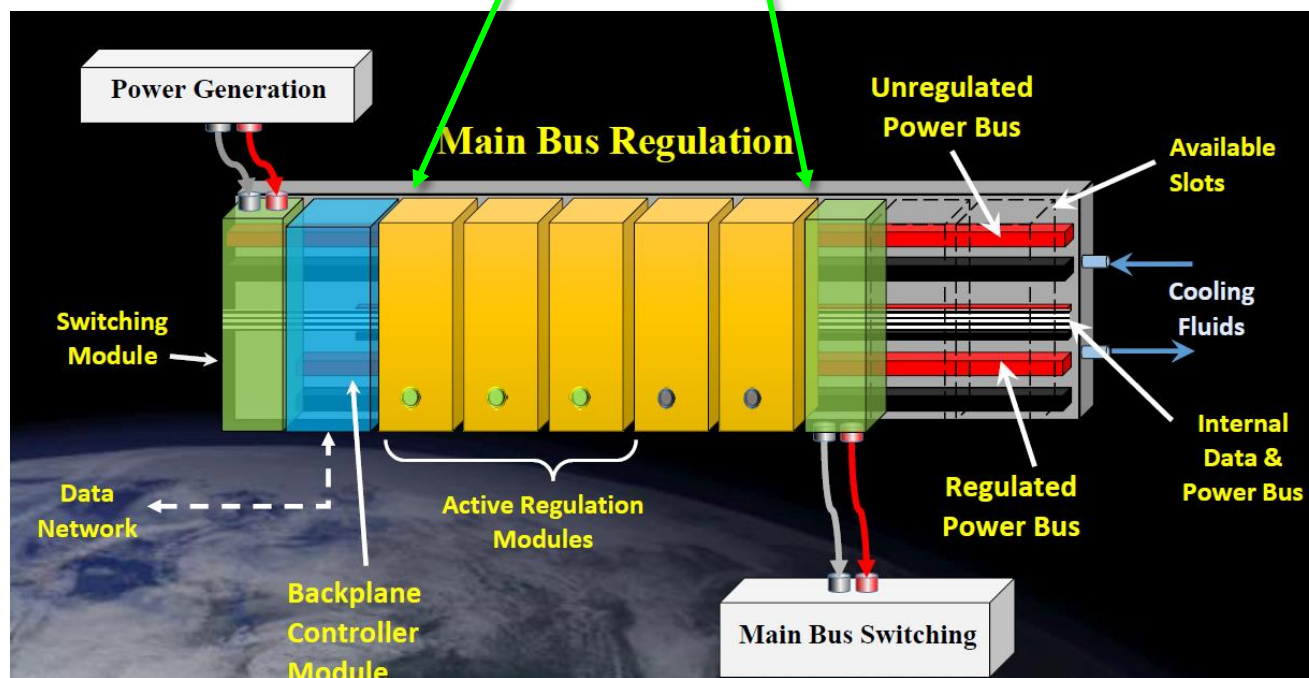 Power Generation
Main Bus Regulation
Unregulated
Power Bus
Available
Slots
Cooling
Fluids
Switching
Module
Data
Network
Active Regulation
Modules
Backplane
Controller
Module
Regulated
Power Bus
Internal
Data &
Power Bus
Main Bus Switching